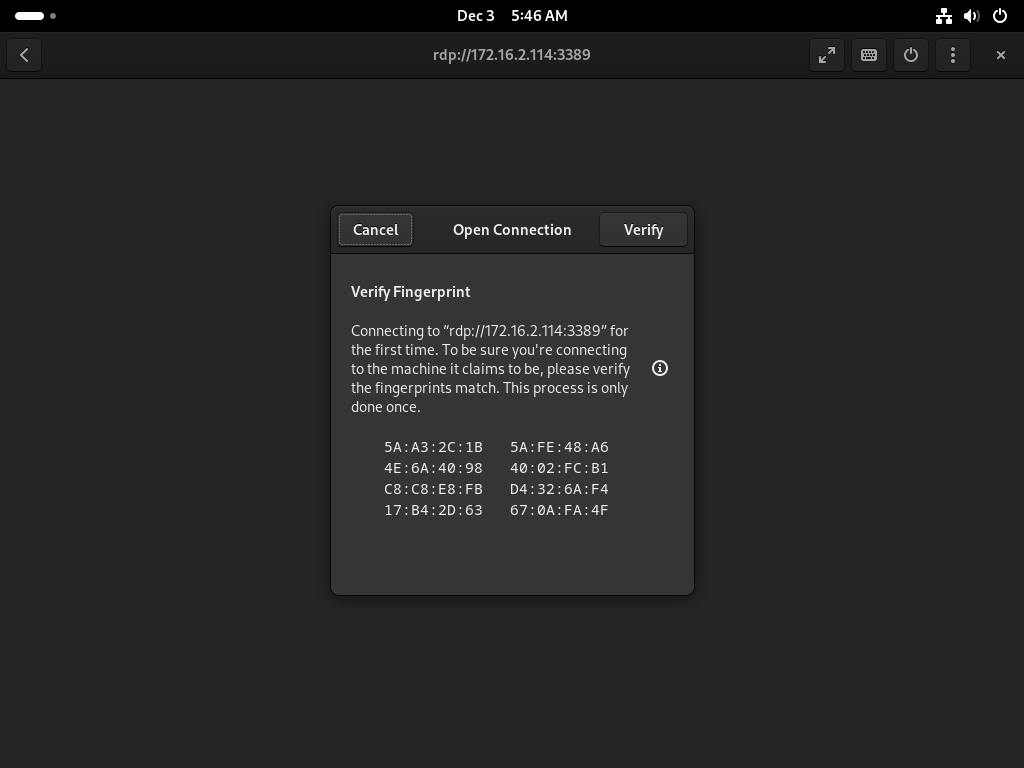 Dec 3 5:46 AM
rdp://172.16.2.114:3389
Cancel Open Connection Verify
Verify Fingerprint
Connecting to “rdp://172.16.2.114:3389” for
the first time. To be sure you're connecting
to the machine it claims to be, please verify
the fingerprints match. This process is only
done once.
5A:A3:2C:1B 5A:FE:48:A6
4E:6A:40:98 40:02:FC:B1
C8:C8:E8:FB D4:32:6A:F4
17:B4:2D:63 67:0A:FA:4F